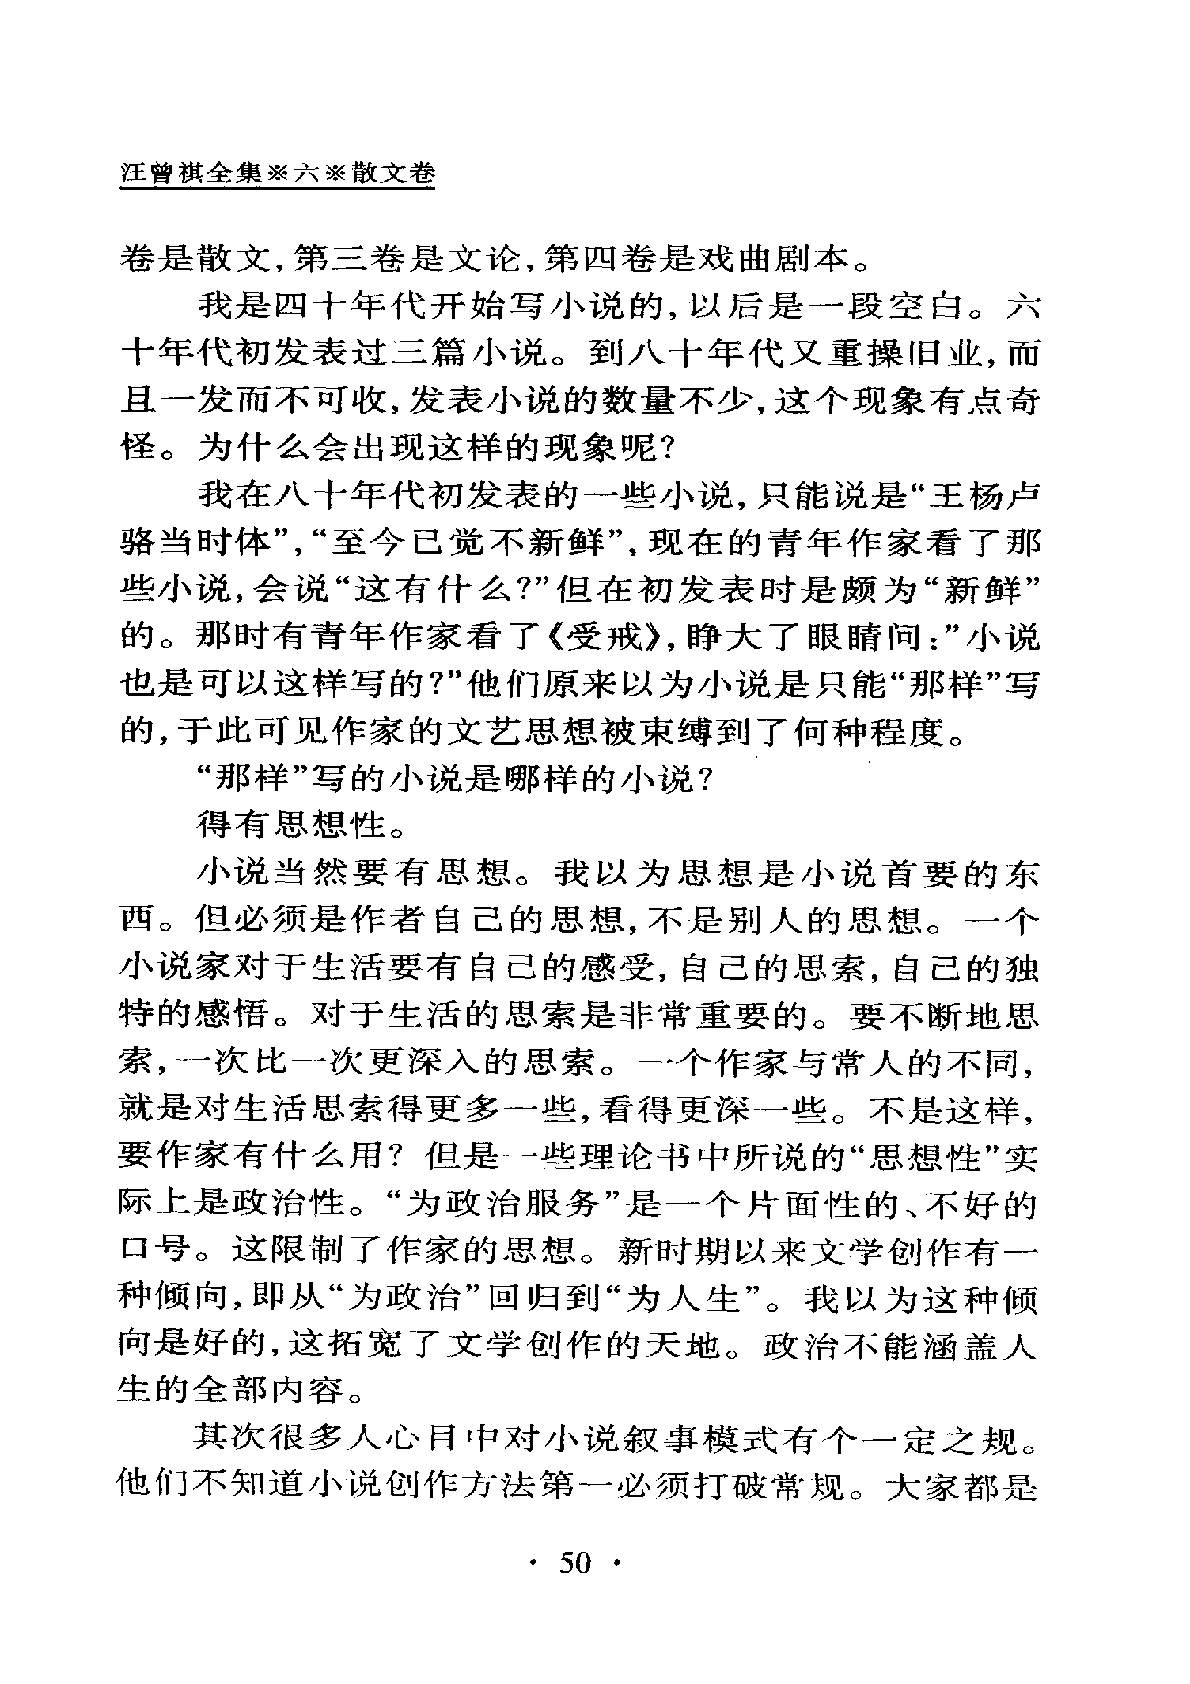 汪曾祺全集※六※散文卷
卷是散文，第三卷是文论，第四卷是戏曲剧本。
我是四十年代开始写小说的，以后是一段空白。六
十年代初发表过三篇小说。到八十年代又重操旧业，而
且一发而不可收，发表小说的数量不少，这个现象有点奇
怪。为什么会出现这样的现象呢？
我在八十年代初发表的一些小说，只能说是“王杨卢
骆当时体”，“至今已觉不新鲜”，现在的青年作家看了那
些小说，会说“这有什么？”但在初发表时是颇为“新鲜”
的。那时有青年作家看了《受戒》，睁大了眼睛问：”小说
也是可以这样写的？”他们原来以为小说是只能“那样”写
的，于此可见作家的文艺思想被束缚到了何种程度。
“那样”写的小说是哪样的小说？
得有思想性。
小说当然要有思想。我以为思想是小说首要的东
西。但必须是作者自己的思想，不是别人的思想。一个
小说家对于生活要有自己的感受，自己的思索，自己的独
特的感悟。对于生活的思索是非常重要的。要不断地思
索，一次比一次更深入的思索。一个作家与常人的不同，
就是对生活思索得更多一些，看得更深一些。不是这样，
要作家有什么用？但是一些理论书中所说的“思想性”实
际上是政治性。“为政治服务”是一个片面性的、不好的
口号。这限制了作家的思想。新时期以来文学创作有一
种倾向，即从“为政治”回归到“为人生”。我以为这种倾
向是好的，这拓宽了文学创作的天地。政治不能涵盖人
生的全部内容。
其次很多人心目中对小说叙事模式有个一定之规。
他们不知道小说创作方法第一必须打破常规。大家都是
· 50 ·